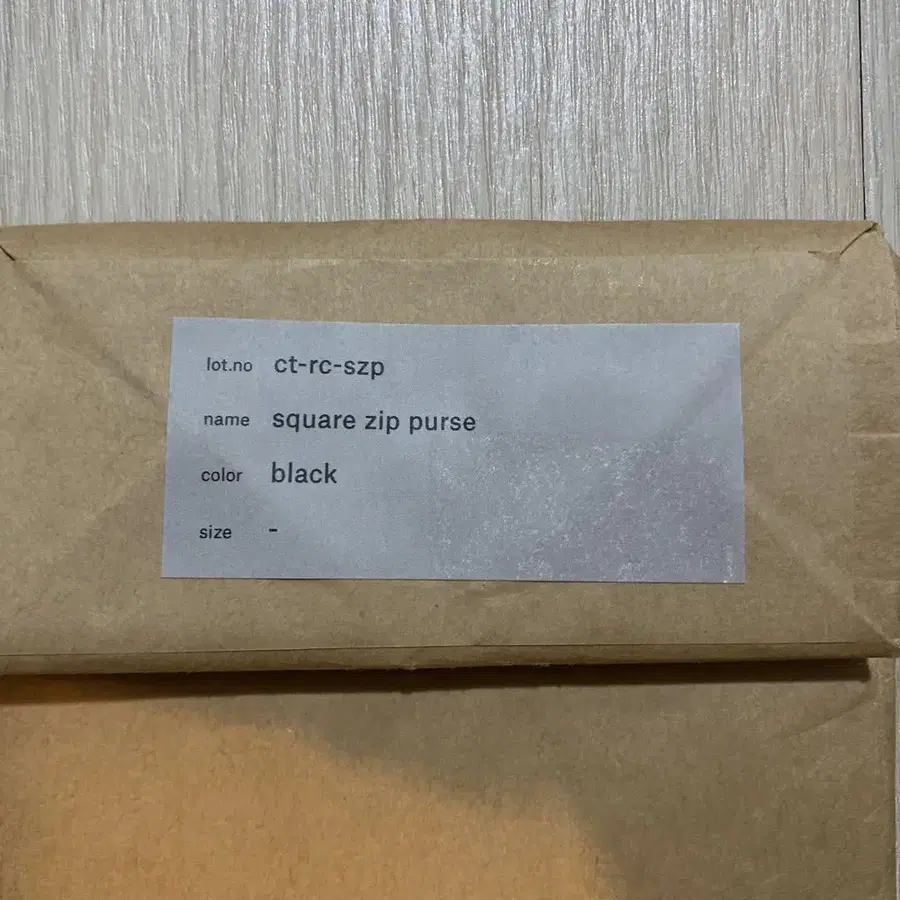 lot.no ct-rc-szp
name square zip purse
color black
size -